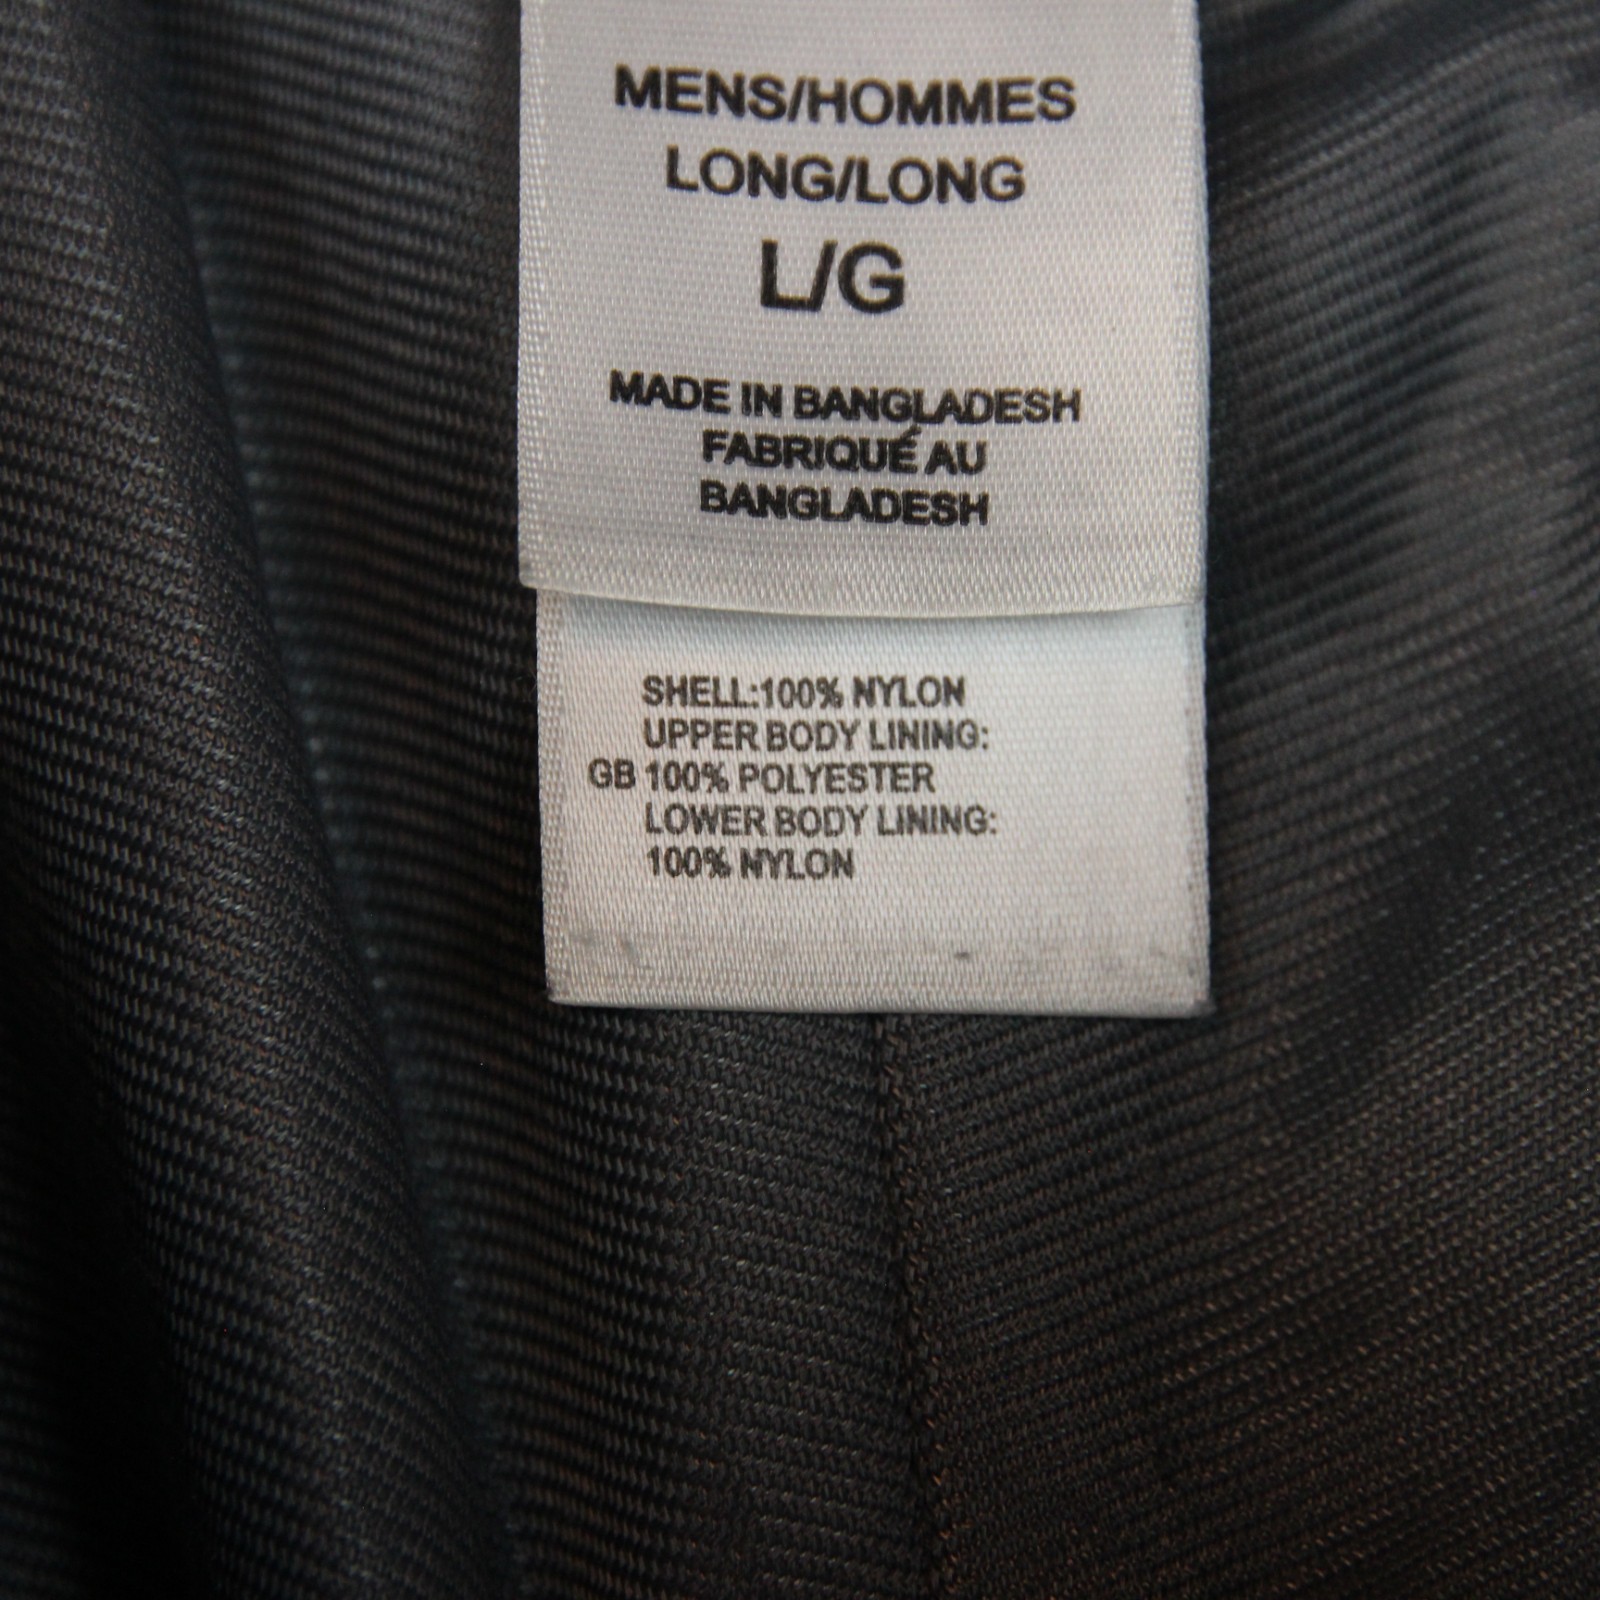 MENS/HOMMES
LONG/LONG
L/G
MADE IN BANGLADESH
FABRIQUÉ AU
BANGLADESH
SHELL:100% NYLON
UPPER BODY LINING:
GB 100% POLYESTER
LOWER BODY LINING:
100% NYLON